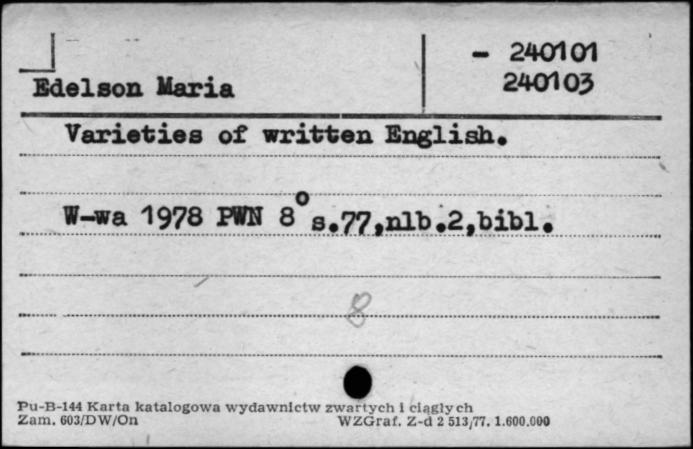 - 240101
240103
Edelson Maria
Varieties of written English.
W-wa 1978 PWN 8° s.77,nlb.2,bibl.
8
Pu-B-144 Karta katalogowa wydawnictw zwartych i ciągłych
Zam. 603/DW/On WZGraf. Z-d 2 513/77. 1.600.000